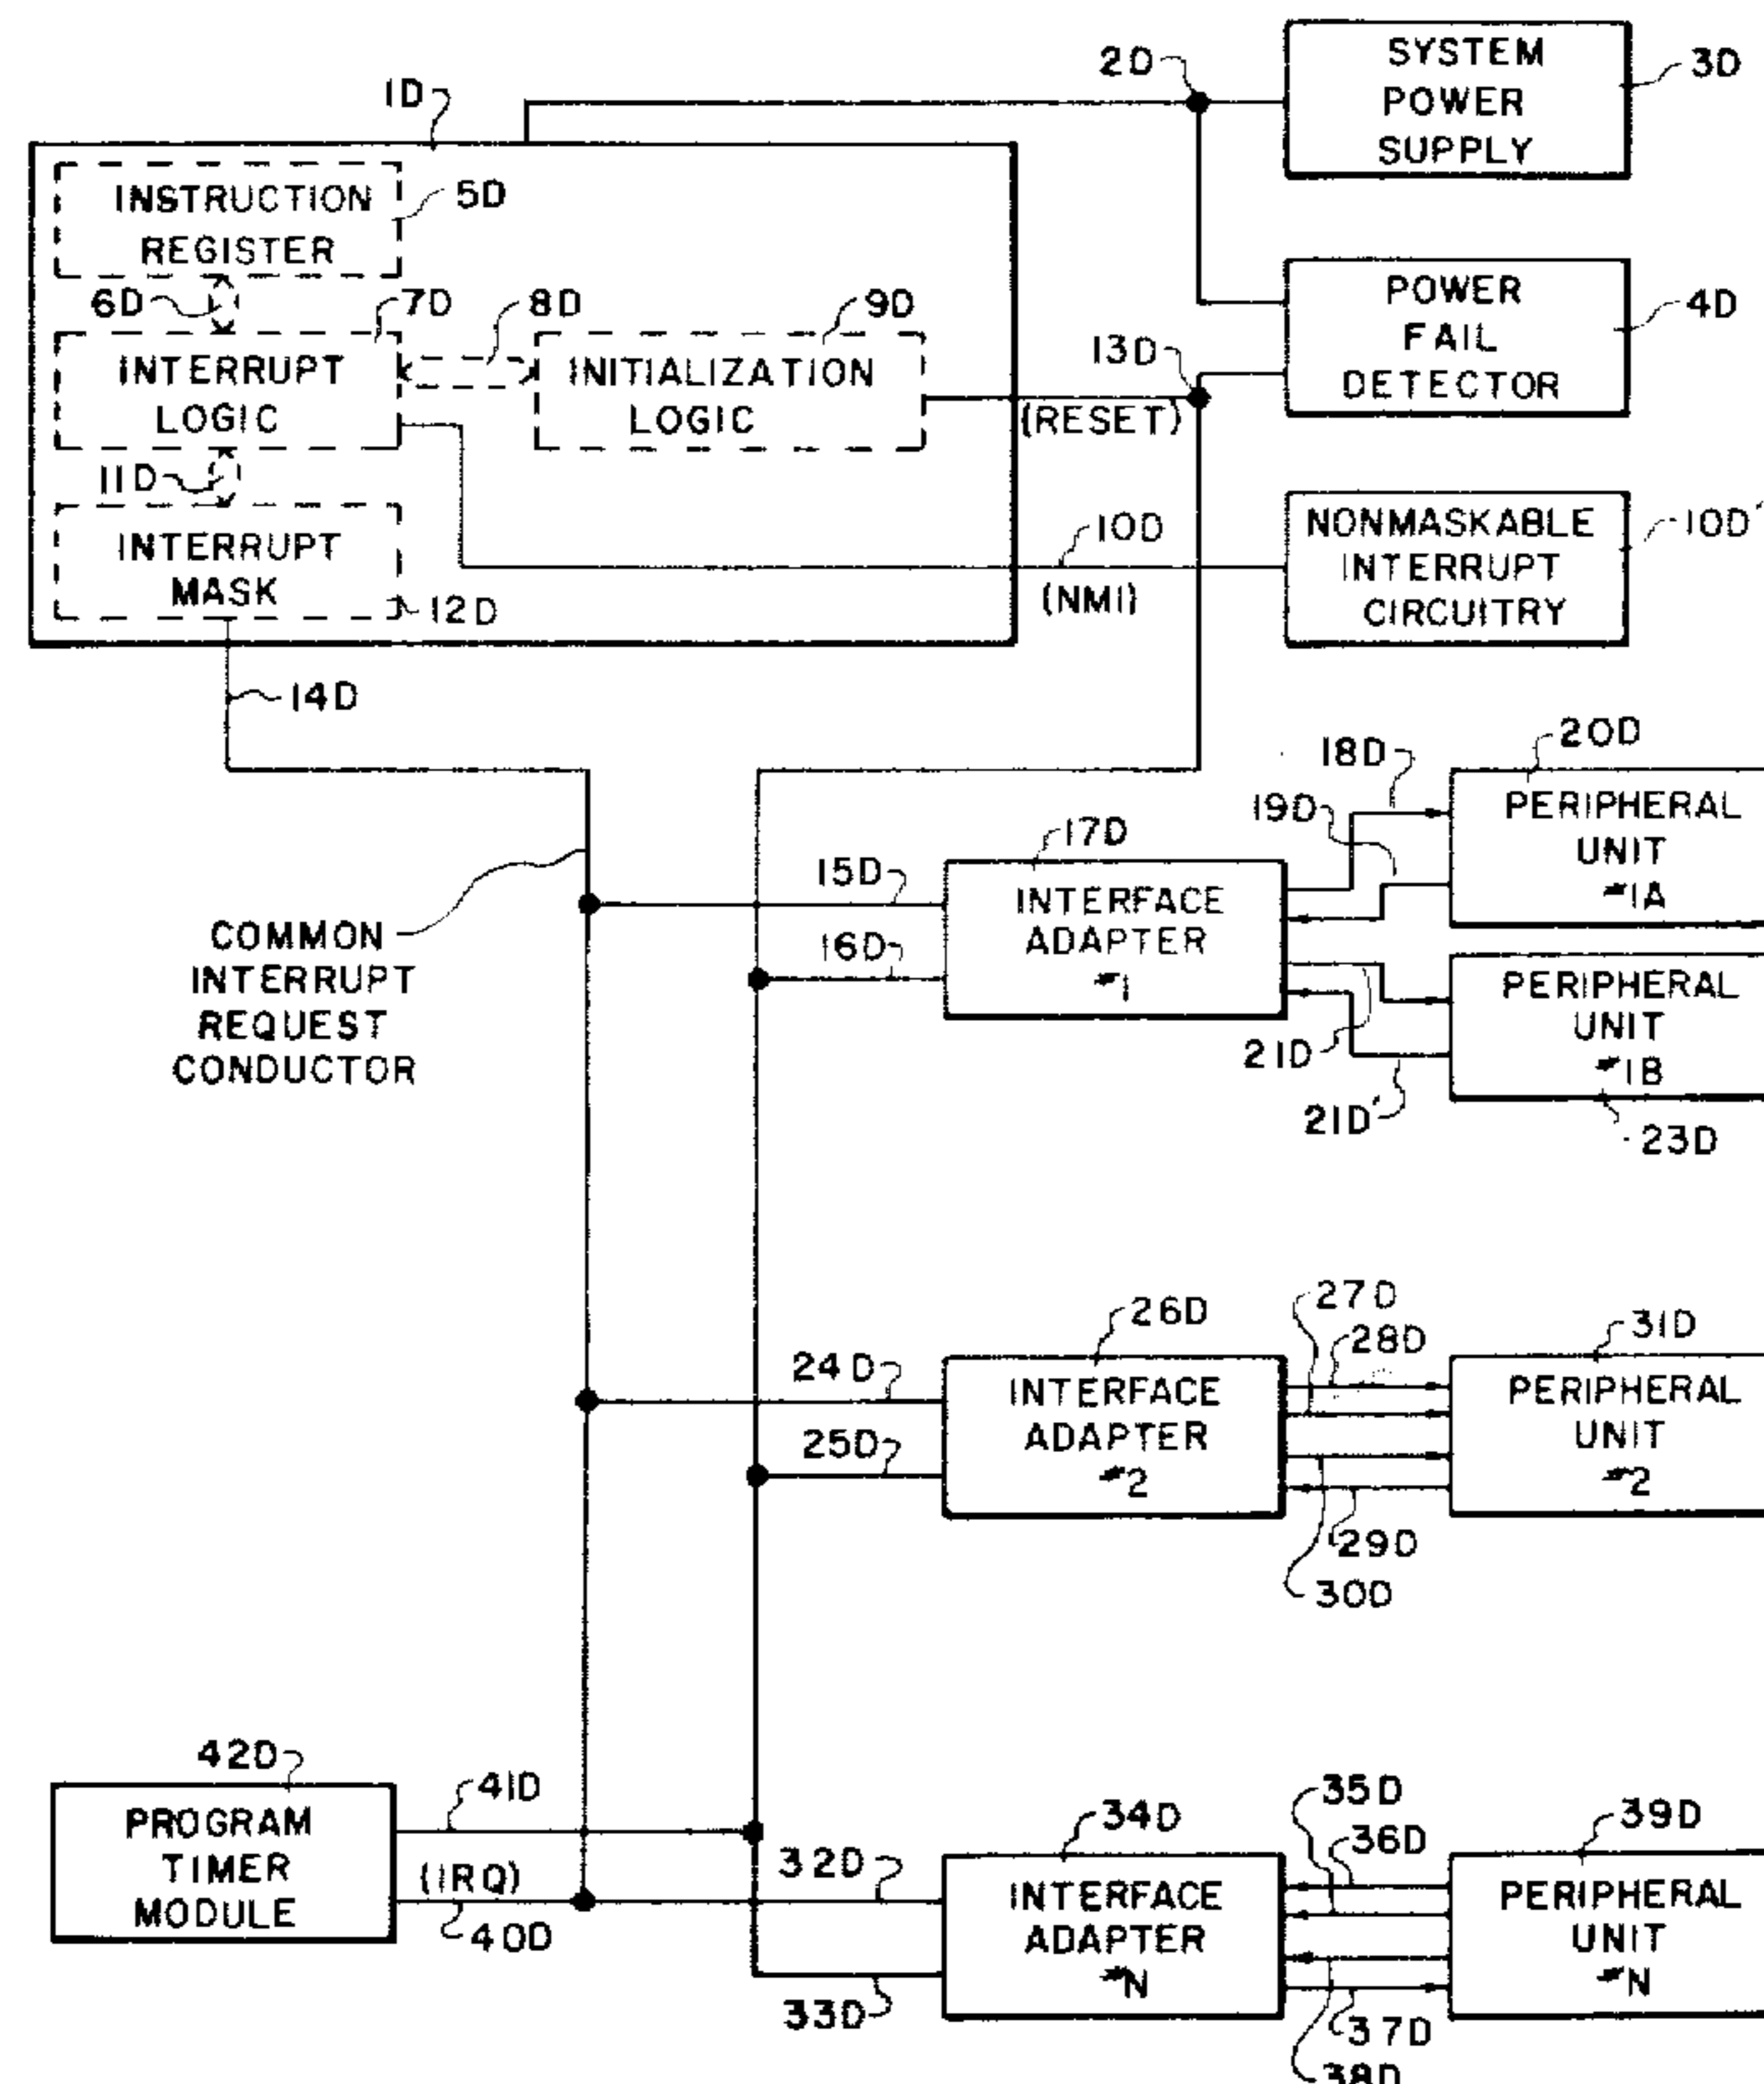 1D
2D
SYSTEM
POWER
SUPPLY
3D
INSTRUCTION
REGISTER
5D
6D
7D
8D
9D
INTERRUPT
LOGIC
INITIALIZATION
LOGIC
13D
(RESET)
POWER
FAIL
DETECTOR
4D
11D
INTERRUPT
MASK
12D
10D
(NMI)
NONMASKABLE
INTERRUPT
CIRCUITRY
10D'
14D
COMMON
INTERRUPT
REQUEST
CONDUCTOR
15D
16D
17D
INTERFACE
ADAPTER
#1
18D
19D
20D
PERIPHERAL
UNIT
#1A
21D
21D'
PERIPHERAL
UNIT
#1B
23D
24D
25D
26D
INTERFACE
ADAPTER
#2
27D
28D
29D
30D
31D
PERIPHERAL
UNIT
#2
42D
PROGRAM
TIMER
MODULE
41D
(IRQ)
40D
32D
33D
34D
INTERFACE
ADAPTER
#N
35D
36D
37D
38D
39D
PERIPHERAL
UNIT
#N